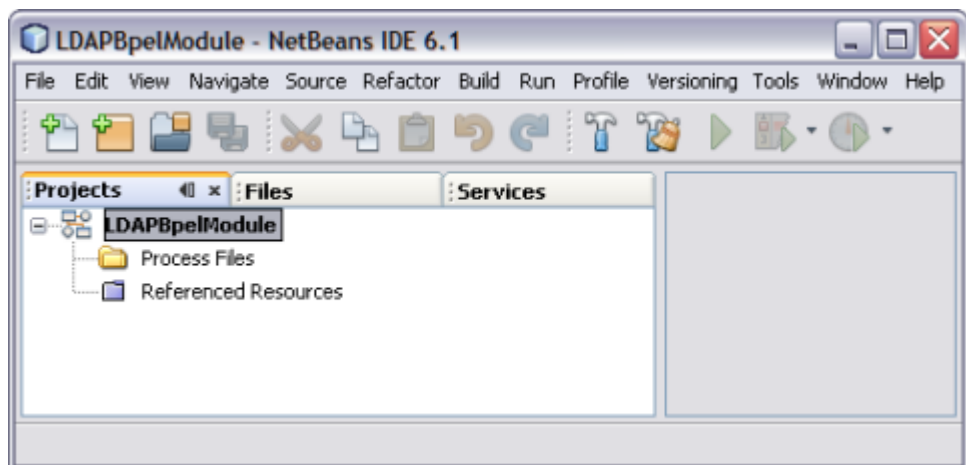 LDAPBpelModule - NetBeans IDE 6.1
File Edit View Navigate Source Refactor Build Run Profile Versioning Tools Window Help
Projects Files Services
LDAPBpelModule
Process Files
Referenced Resources